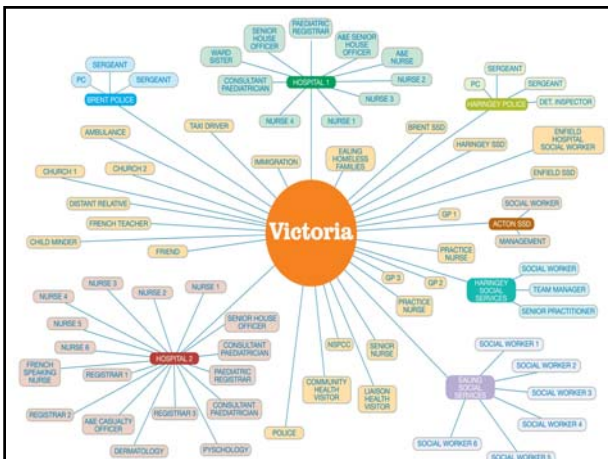 PAEDIATRIC
REGISTRAR
SENIOR
HOUSE
OFFICER
A&E SENIOR
HOUSE
OFFICER
WARD
SISTER
A&E
NURSE
HOSPITAL 1
CONSULTANT
PAEDIATRICIAN
NURSE 2
NURSE 3
NURSE 4
NURSE 1
SERGEANT
PC
SERGEANT
BRENT POLICE
SERGEANT
PC
SERGEANT
DET. INSPECTOR
HARINGEY POLICE
AMBULANCE
TAXI DRIVER
IMMIGRATION
EALING
HOMELESS
FAMILIES
BRENT SSD
HARINGEY SSD
ENFIELD
HOSPITAL
SOCIAL WORKER
ENFIELD SSD
CHURCH 2
CHURCH 1
DISTANT RELATIVE
FRENCH TEACHER
CHILD MINDER
FRIEND
Victoria
GP 1
SOCIAL WORKER
ACTON SSD
MANAGEMENT
PRACTICE
NURSE
GP 3
GP 2
PRACTICE
NURSE
SOCIAL WORKER
HARINGEY
SOCIAL
SERVICES
TEAM MANAGER
SENIOR PRACTITIONER
NURSE 3
NURSE 2
NURSE 1
NURSE 4
NURSE 5
NURSE 6
FRENCH
SPEAKING
NURSE
HOSPITAL 2
SENIOR HOUSE
OFFICER
CONSULTANT
PAEDIATRICIAN
PAEDIATRIC
REGISTRAR
REGISTRAR 1
CONSULTANT
PAEDIATRICIAN
REGISTRAR 2
A&E CASUALTY
OFFICER
REGISTRAR 3
DERMATOLOGY
PYSCHOLOGY
NSPCC
SENIOR
NURSE
COMMUNITY
HEALTH
VISITOR
LIAISON
HEALTH
VISITOR
POLICE
SOCIAL WORKER 1
SOCIAL WORKER 2
EALING
SOCIAL
SERVICES
SOCIAL WORKER 3
SOCIAL WORKER 4
SOCIAL WORKER 6
SOCIAL WORKER 5